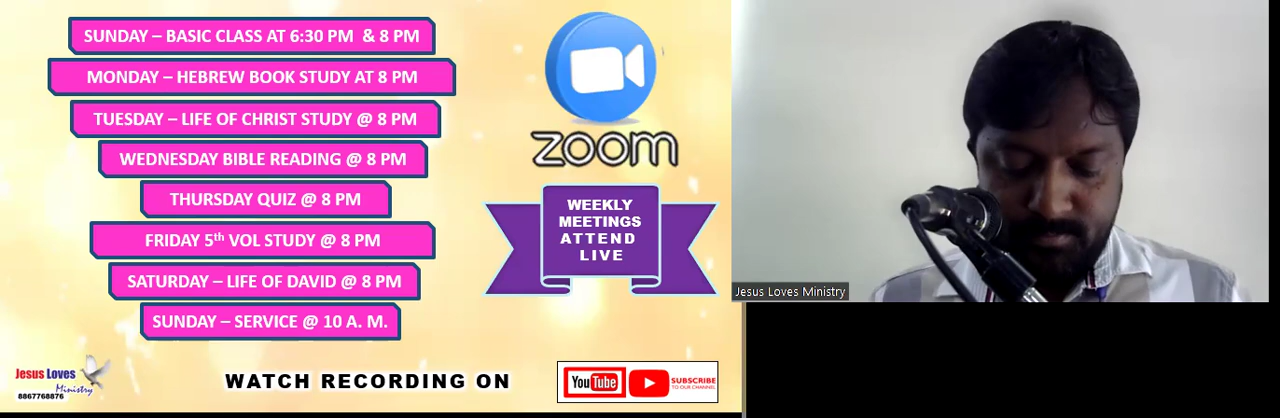 SUNDAY – BASIC CLASS AT 6:30 PM & 8 PM
MONDAY – HEBREW BOOK STUDY AT 8 PM
TUESDAY – LIFE OF CHRIST STUDY @ 8 PM
WEDNESDAY BIBLE READING @ 8 PM
THURSDAY QUIZ @ 8 PM
FRIDAY 5th VOL STUDY @ 8 PM
SATURDAY – LIFE OF DAVID @ 8 PM
SUNDAY – SERVICE @ 10 A. M.
zoom
WEEKLY
MEETINGS
ATTEND
LIVE
Jesus Loves Ministry
Jesus Loves
Ministry
8867768876
WATCH RECORDING ON
YouTube
SUBSCRIBE
TO OUR CHANNEL